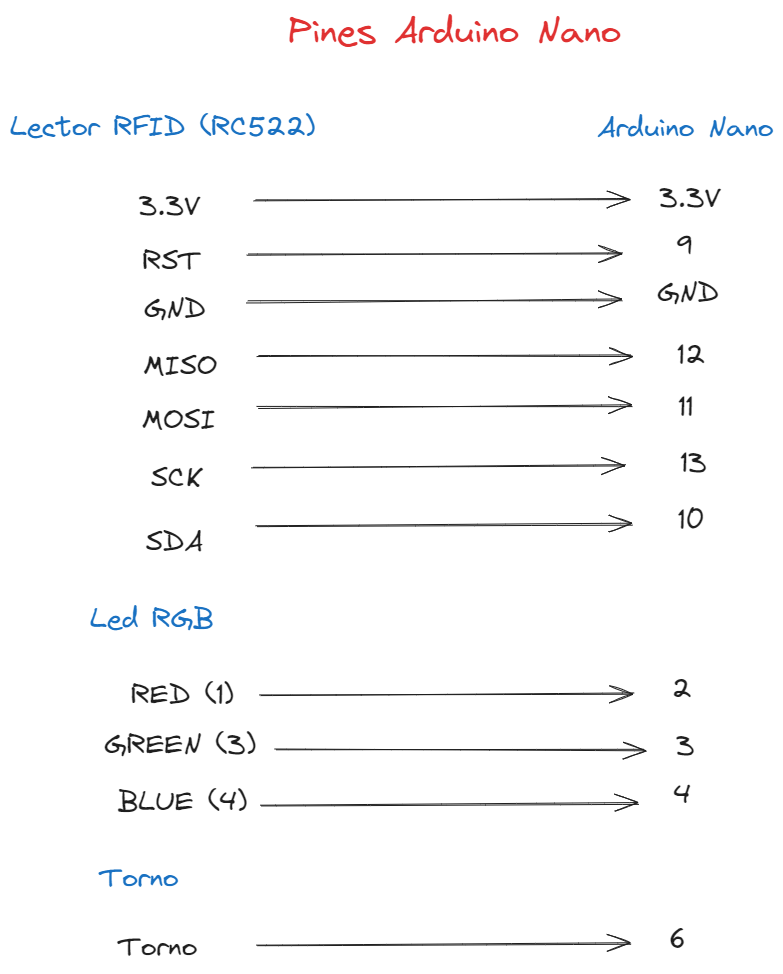 Pines Arduino Nano
Lector RFID (RC522) Arduino Nano
3.3V 3.3V
RST 9
GND GND
MISO 12
MOSI 11
SCK 13
SDA 10
Led RGB
RED (1) 2
GREEN (3) 3
BLUE (4) 4
Torno
Torno 6